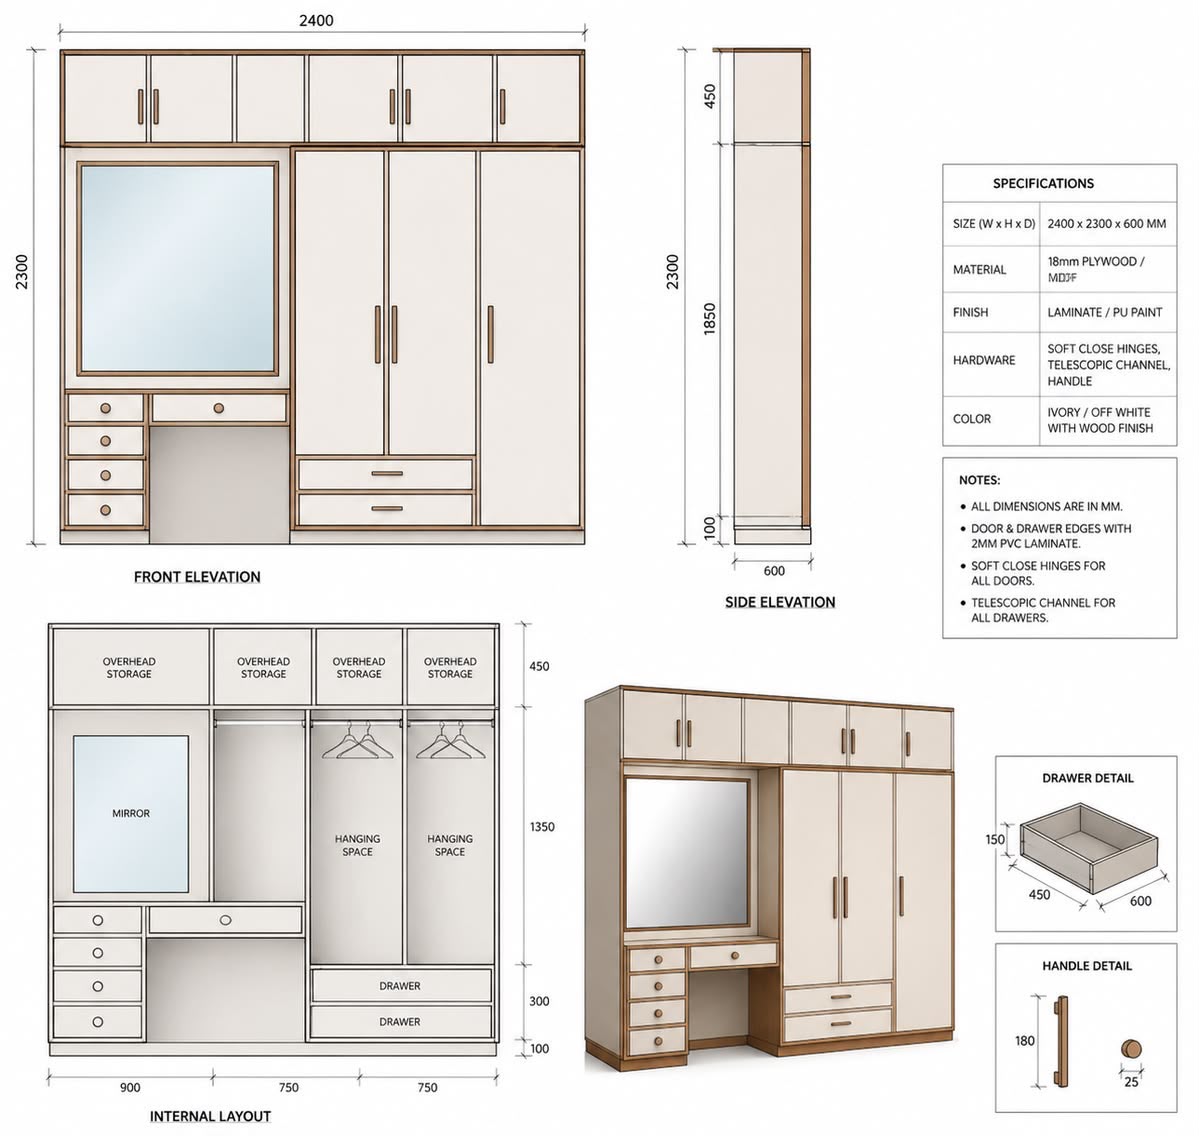 2400
2300
FRONT ELEVATION
450
2300
1850
100
600
SIDE ELEVATION
SPECIFICATIONS
SIZE (W x H x D) 2400 x 2300 x 600 MM
MATERIAL 18mm PLYWOOD /
FINISH LAMINATE / PU PAINT
HARDWARE SOFT CLOSE HINGES,
TELESCOPIC CHANNEL,
HANDLE
COLOR IVORY / OFF WHITE
WITH WOOD FINISH
NOTES:
• ALL DIMENSIONS ARE IN MM.
• DOOR & DRAWER EDGES WITH
2MM PVC LAMINATE.
• SOFT CLOSE HINGES FOR
ALL DOORS.
• TELESCOPIC CHANNEL FOR
ALL DRAWERS.
OVERHEAD
STORAGE
OVERHEAD
STORAGE
OVERHEAD
STORAGE
OVERHEAD
STORAGE
450
MIRROR
HANGING
SPACE
HANGING
SPACE
1350
DRAWER
DRAWER
300
100
900
750
750
INTERNAL LAYOUT
DRAWER DETAIL
150
450
600
HANDLE DETAIL
180
25